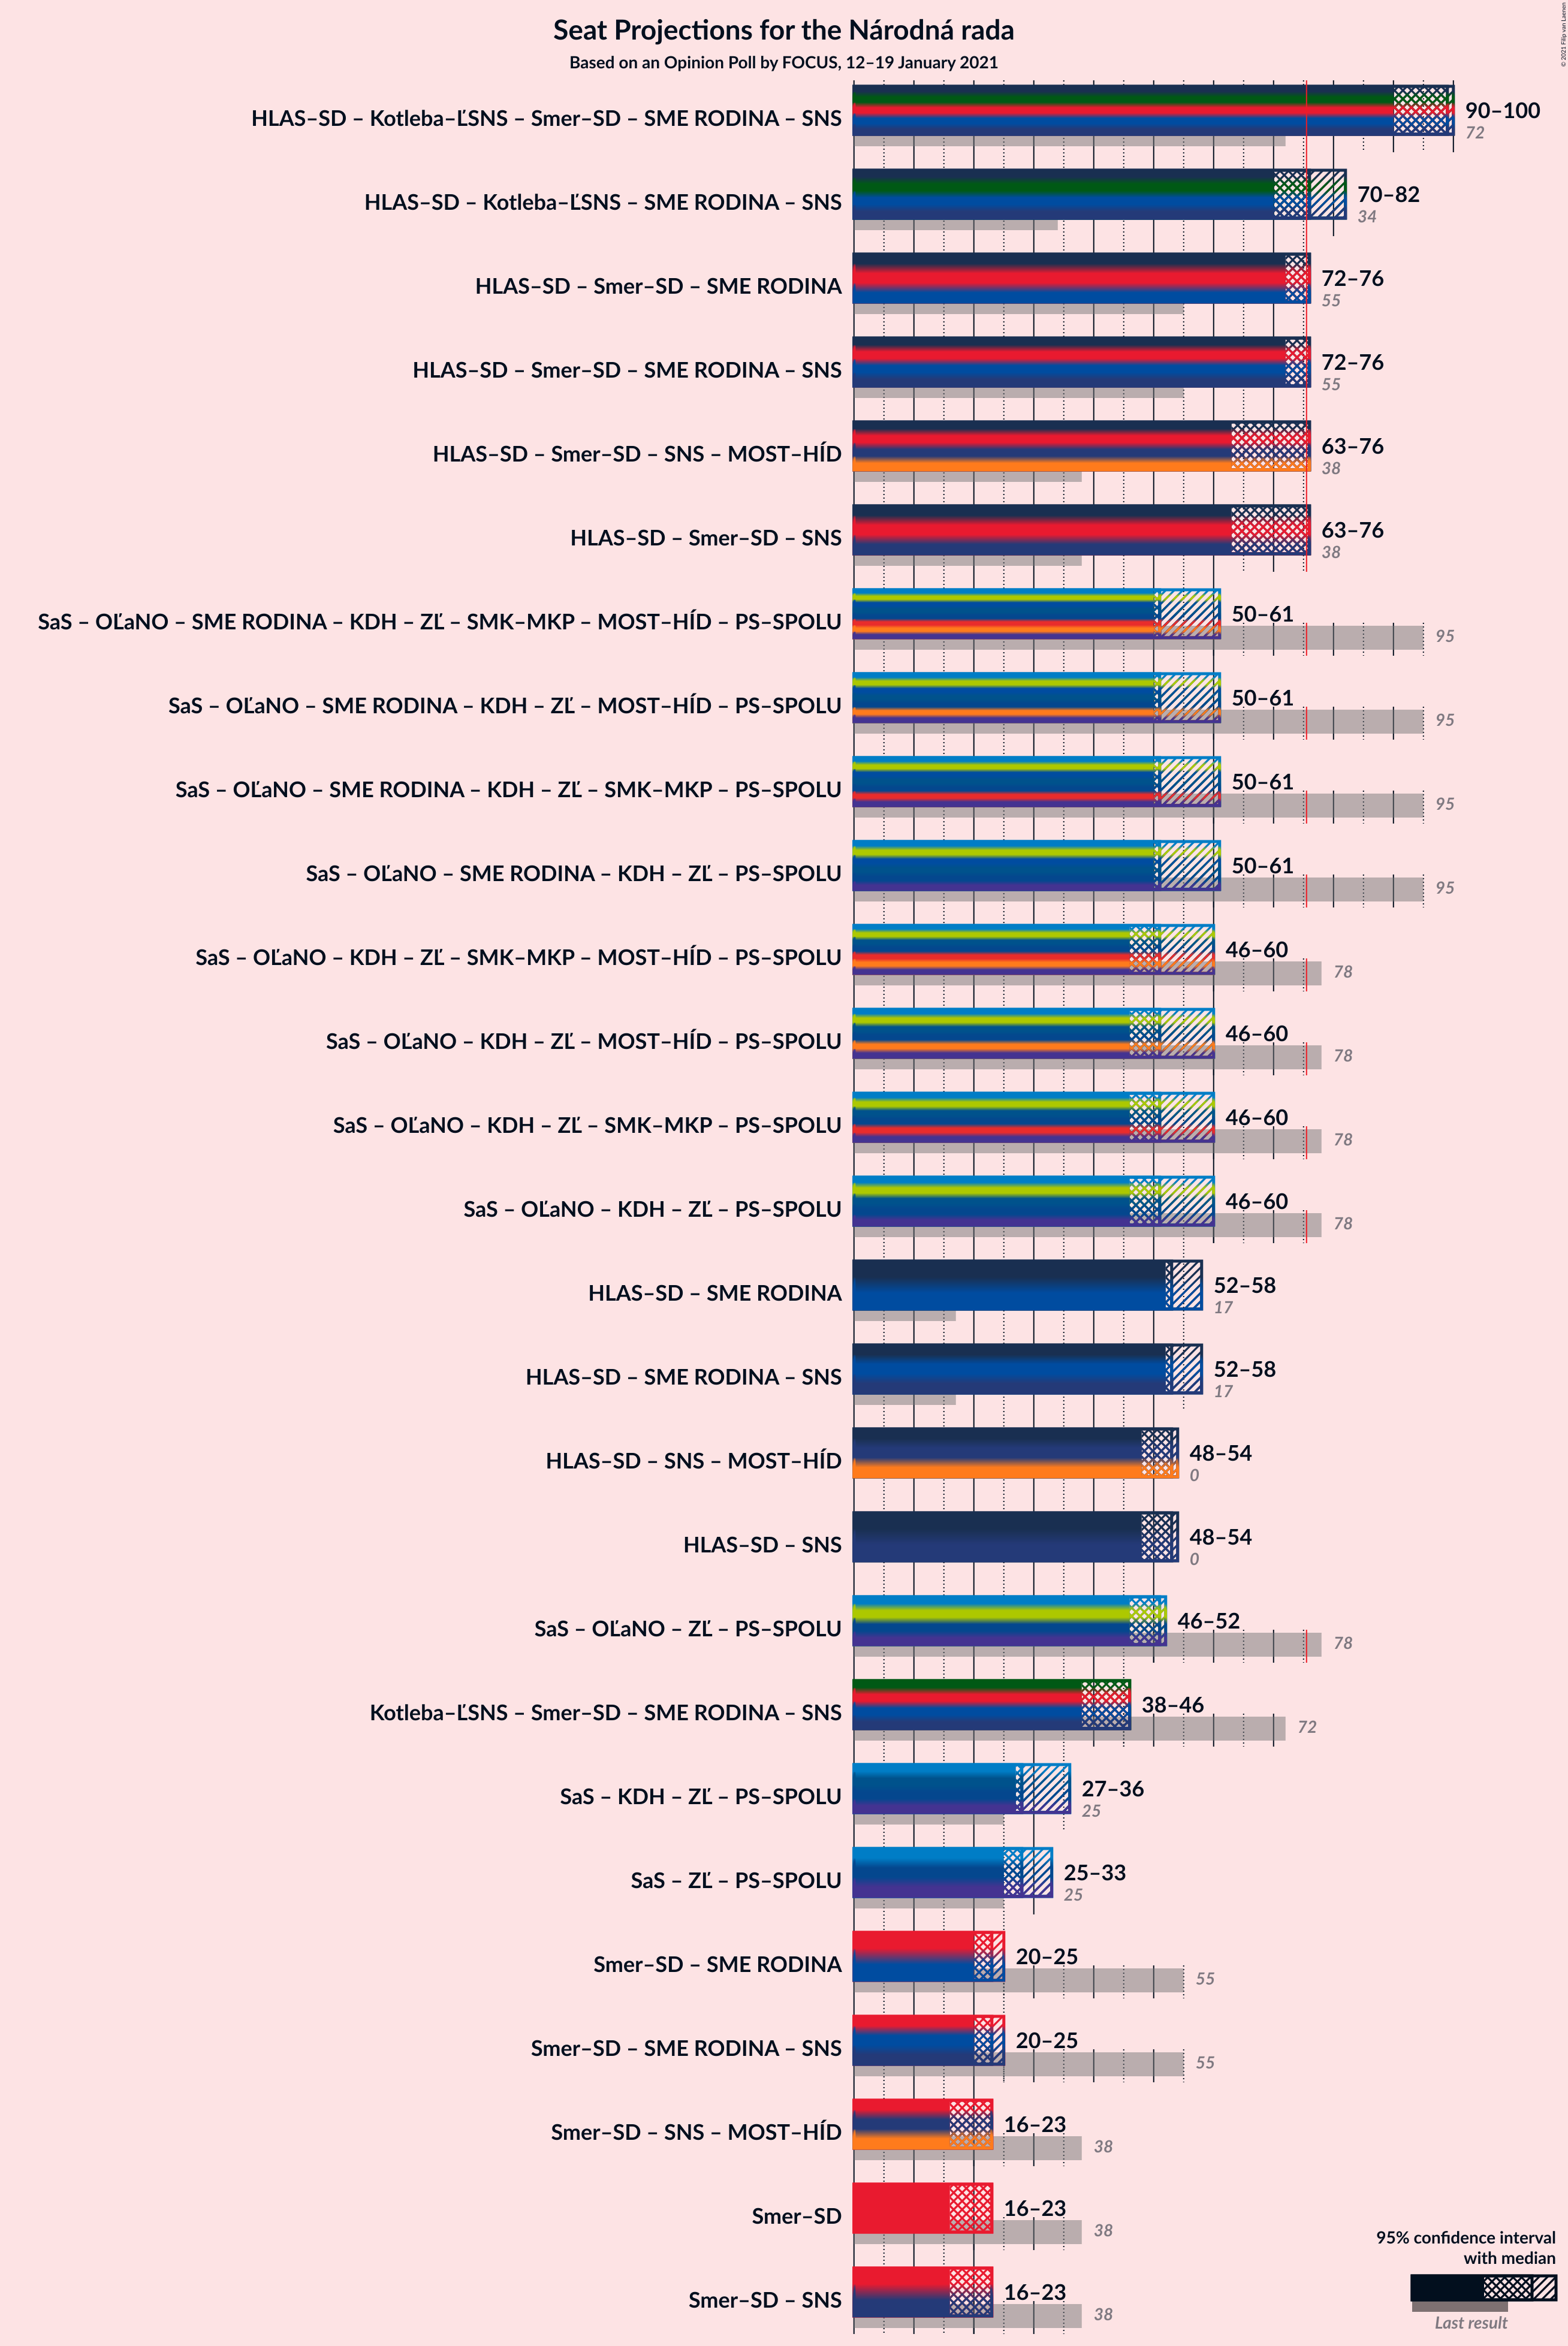 Seat Projections for the Národná rada
Based on an Opinion Poll by FOCUS, 12–19 January 2021
© 2021 Filip van Laenen
HLAS–SD – Kotleba–ĽSNS – Smer–SD – SME RODINA – SNS
90–100
72
HLAS–SD – Kotleba–ĽSNS – SME RODINA – SNS
70–82
34
HLAS–SD – Smer–SD – SME RODINA
72–76
55
HLAS–SD – Smer–SD – SME RODINA – SNS
72–76
55
HLAS–SD – Smer–SD – SNS – MOST–HÍD
63–76
38
HLAS–SD – Smer–SD – SNS
63–76
38
SaS – OĽaNO – SME RODINA – KDH – ZĽ – SMK–MKP – MOST–HÍD – PS–SPOLU
50–61
95
SaS – OĽaNO – SME RODINA – KDH – ZĽ – MOST–HÍD – PS–SPOLU
50–61
95
SaS – OĽaNO – SME RODINA – KDH – ZĽ – SMK–MKP – PS–SPOLU
50–61
95
SaS – OĽaNO – SME RODINA – KDH – ZĽ – PS–SPOLU
50–61
95
SaS – OĽaNO – KDH – ZĽ – SMK–MKP – MOST–HÍD – PS–SPOLU
46–60
78
SaS – OĽaNO – KDH – ZĽ – MOST–HÍD – PS–SPOLU
46–60
78
SaS – OĽaNO – KDH – ZĽ – SMK–MKP – PS–SPOLU
46–60
78
SaS – OĽaNO – KDH – ZĽ – PS–SPOLU
46–60
78
HLAS–SD – SME RODINA
52–58
17
HLAS–SD – SME RODINA – SNS
52–58
17
HLAS–SD – SNS – MOST–HÍD
48–54
0
HLAS–SD – SNS
48–54
0
SaS – OĽaNO – ZĽ – PS–SPOLU
46–52
78
Kotleba–ĽSNS – Smer–SD – SME RODINA – SNS
38–46
72
SaS – KDH – ZĽ – PS–SPOLU
27–36
25
SaS – ZĽ – PS–SPOLU
25–33
25
Smer–SD – SME RODINA
20–25
55
Smer–SD – SME RODINA – SNS
20–25
55
Smer–SD – SNS – MOST–HÍD
16–23
38
Smer–SD
16–23
38
Smer–SD – SNS
16–23
38
95% confidence interval
with median
Last result